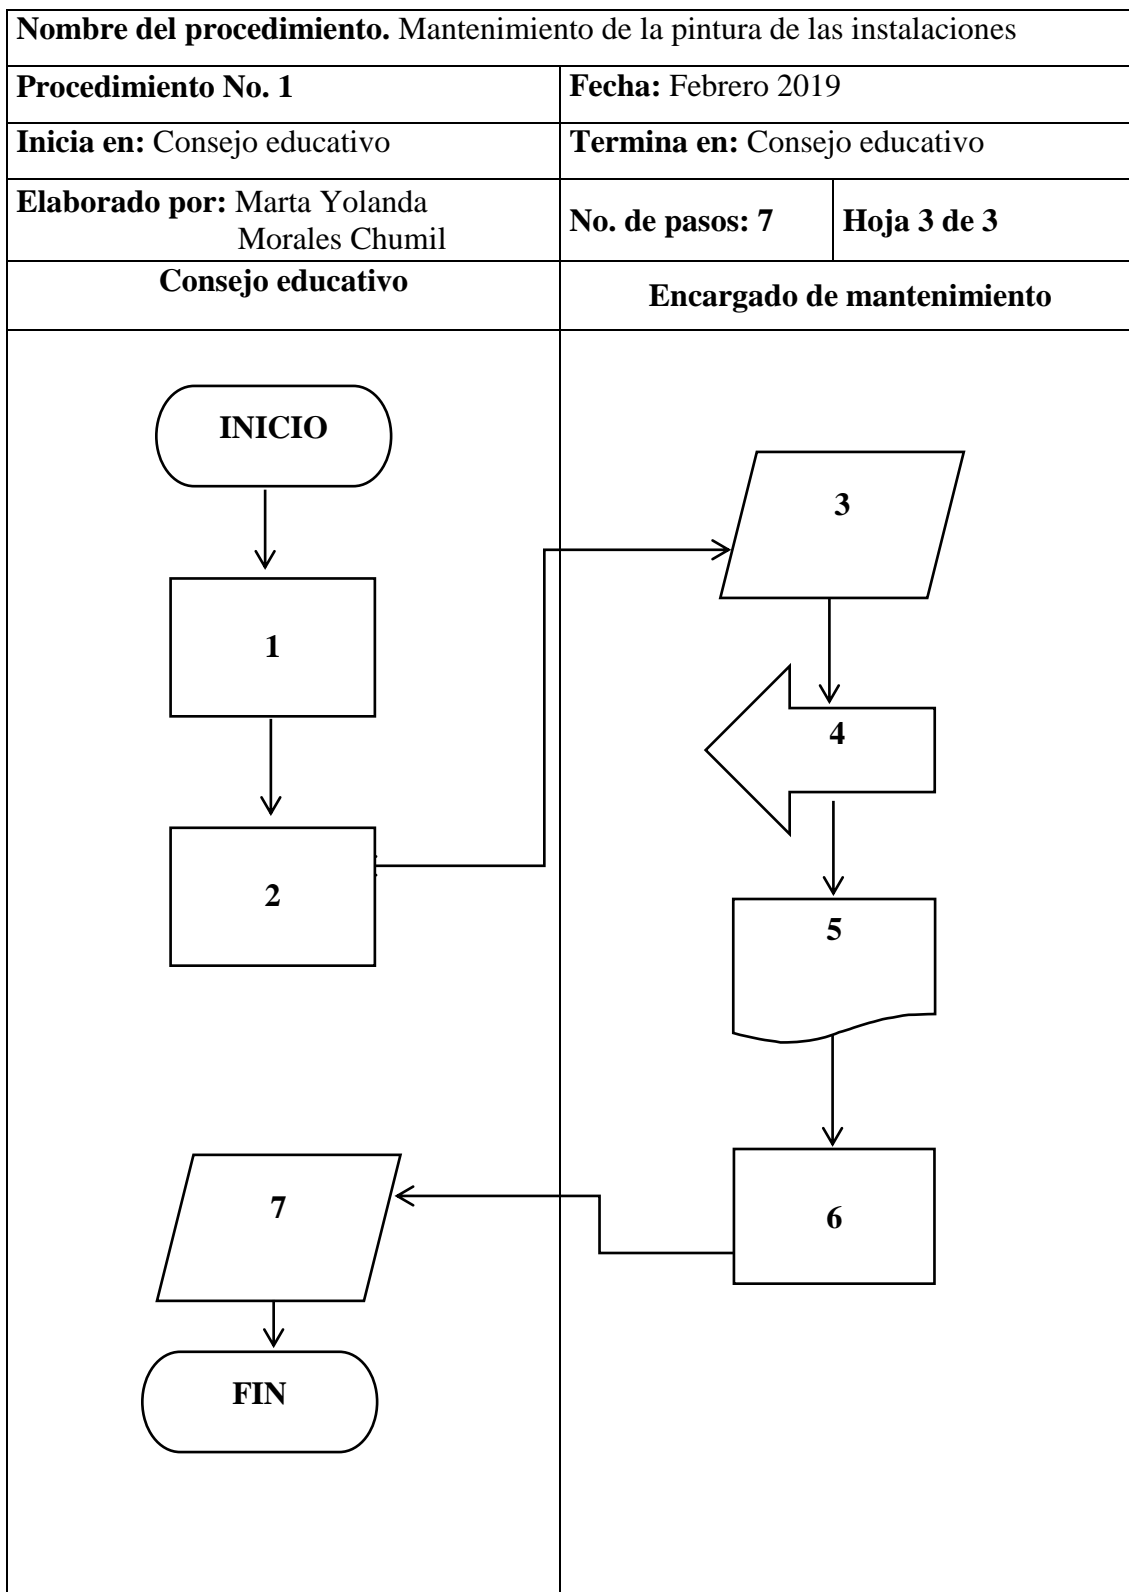 Nombre del procedimiento. Mantenimiento de la pintura de las instalaciones
Procedimiento No. 1
Fecha: Febrero 2019
Inicia en: Consejo educativo
Termina en: Consejo educativo
Elaborado por: Marta Yolanda
Morales Chumil
No. de pasos: 7
Hoja 3 de 3
Consejo educativo
Encargado de mantenimiento
INICIO
1
2
3
4
5
6
7
FIN